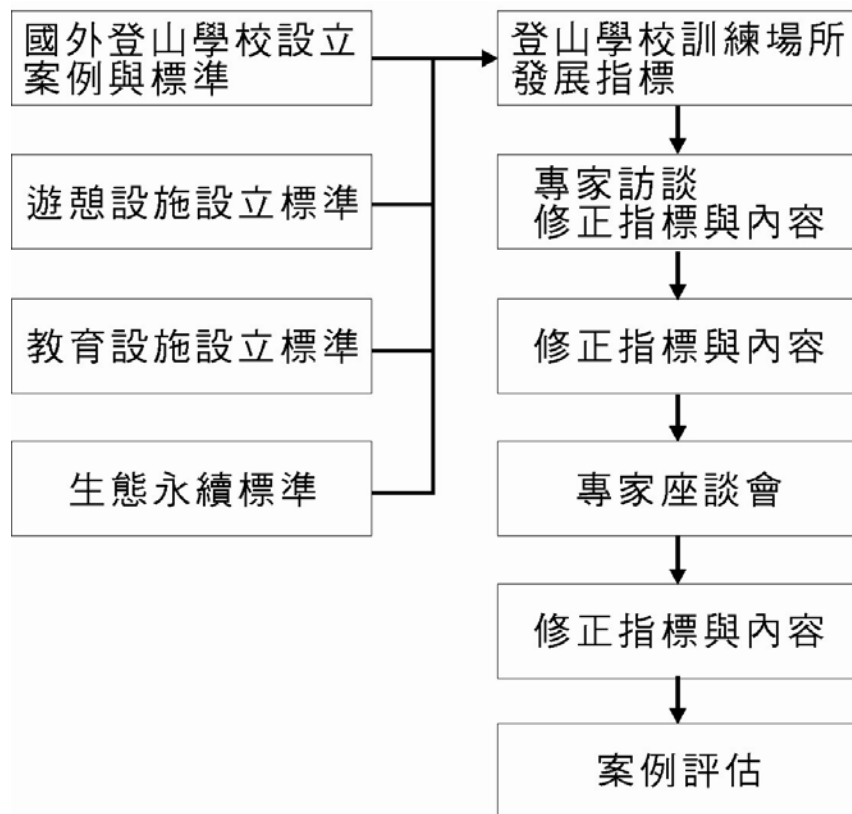 國外登山學校設立
案例與標準
遊憩設施設立標準
教育設施設立標準
生態永續標準
登山學校訓練場所
發展指標
專家訪談
修正指標與內容
修正指標與內容
專家座談會
修正指標與內容
案例評估